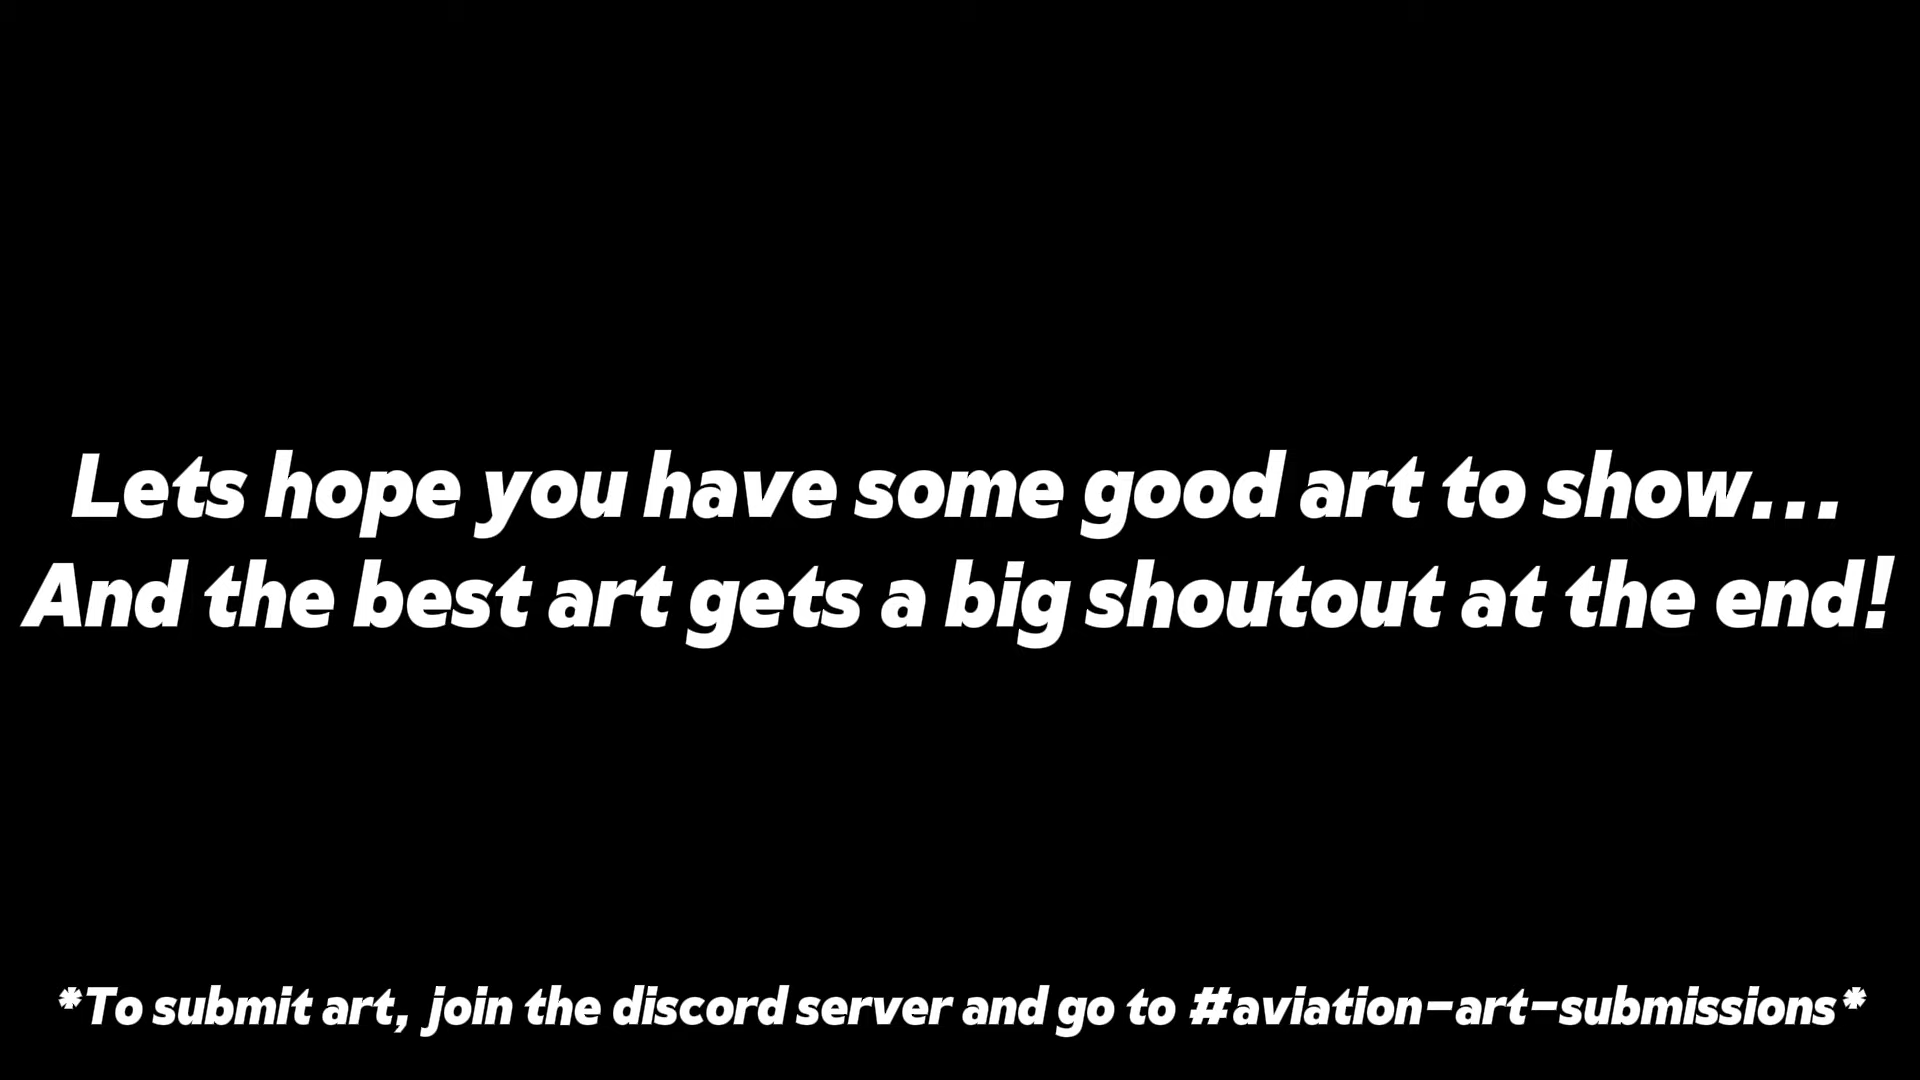 Lets hope you have some good art to show...
And the best art gets a big shoutout at the end!
*To submit art, join the discord server and go to #aviation-art-submissions*